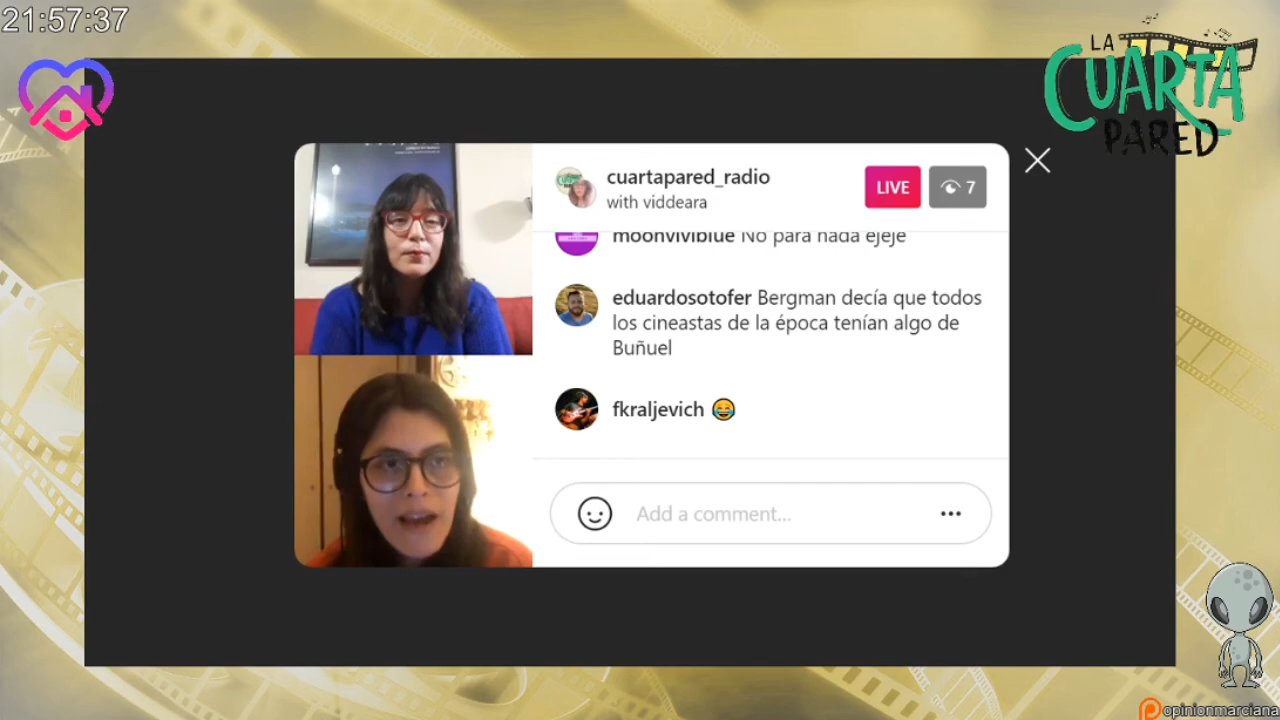 21:57:37
LA
CUARTA
PARED
cuartapared_radio
LIVE
7
with viddeara
moonviviblue No para nada ejeje
eduardosotofer Bergman decía que todos
los cineastas de la época tenían algo de
Buñuel
fkraljevich 😂
Add a comment...
opinionmarciana